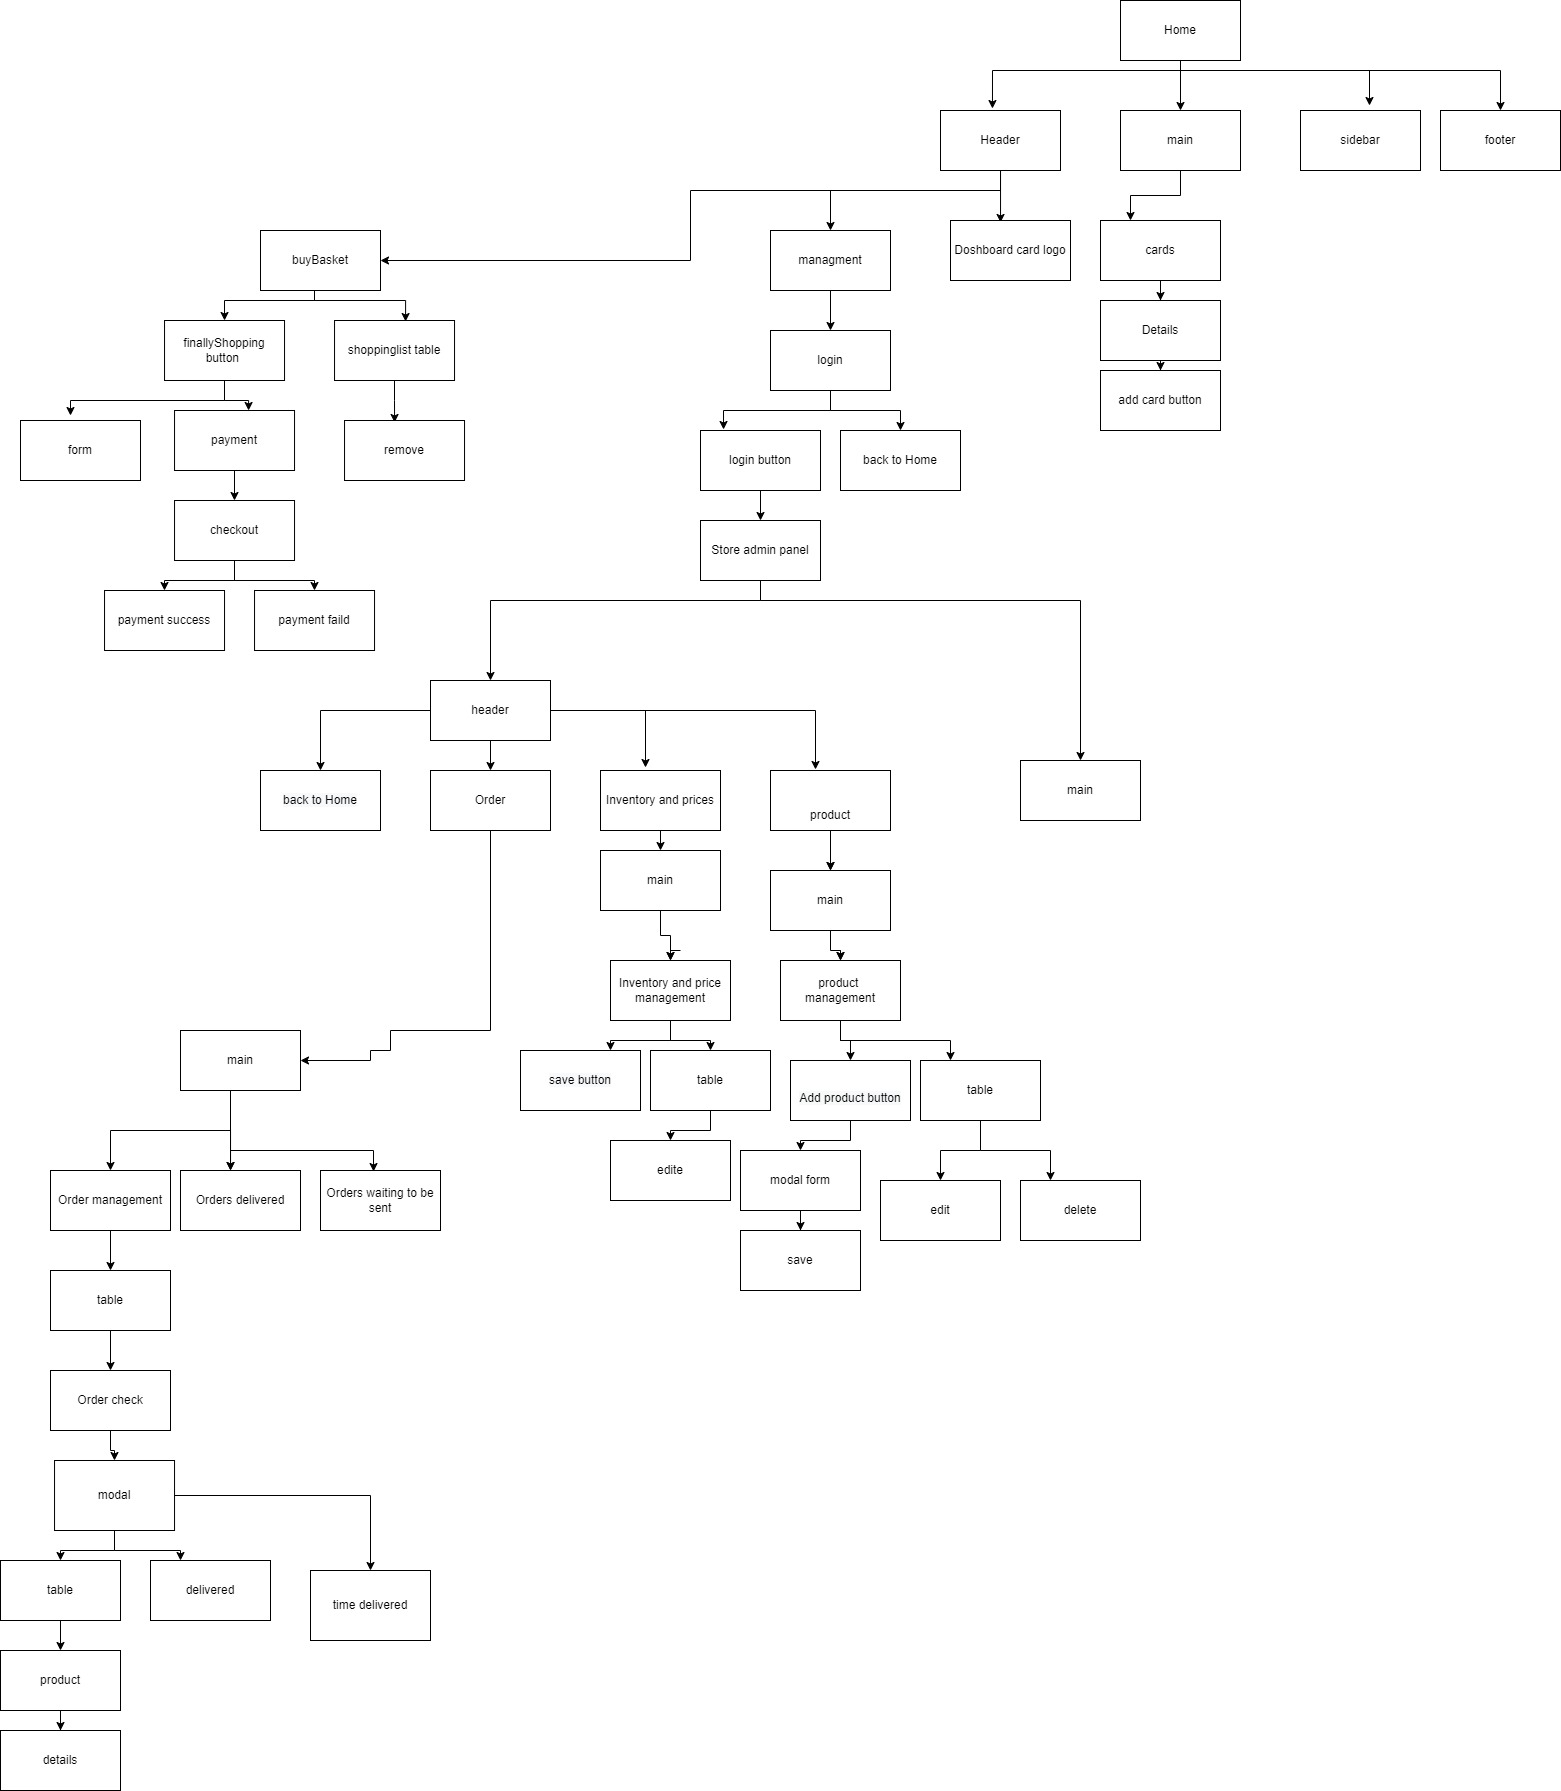 Home
Header
main
sidebar
footer
buyBasket
managment
Doshboard card logo
cards
finallyShopping
button
shoppinglist table
login
Details
add card button
form
payment
remove
login button
back to Home
checkout
Store admin panel
payment success
payment faild
header
back to Home
Order
Inventory and prices
product
main
main
main
Inventory and price
management
product
management
main
save button
table
Add product button
table
edite
modal form
edit
delete
save
Order management
Orders delivered
Orders waiting to be
sent
table
Order check
modal
table
delivered
time delivered
product
details